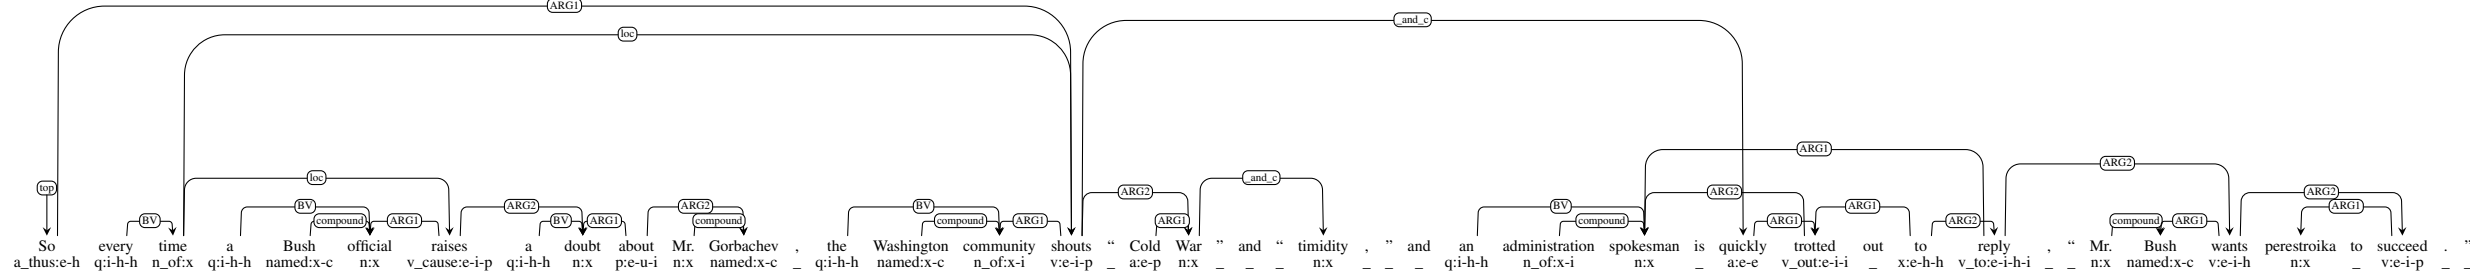 ARG1
_and_c
loc
ARG1
ARG2
top loc _and_c
ARG2 ARG2
BV ARG2 ARG2 BV BV ARG1 ARG1
BV compound ARG1 BV ARG1 compound compound ARG1 ARG1 compound ARG1 ARG2 compound ARG1
So every time a Bush official raises a doubt about Mr. Gorbachev , the Washington community shouts “ Cold War ” and “ timidity , ” and an administration spokesman is quickly trotted out to reply , “ Mr. Bush wants perestroika to succeed . ”
a_thus:e-h q:i-h-h n_of:x q:i-h-h named:x-c n:x v_cause:e-i-p q:i-h-h n:x p:e-u-i n:x named:x-c _ q:i-h-h named:x-c n_of:x-i v:e-i-p _ a:e-p n:x _ _ _ n:x _ _ _ q:i-h-h n_of:x-i n:x _ a:e-e v_out:e-i-i _ x:e-h-h v_to:e-i-h-i _ _ n:x named:x-c v:e-i-h n:x _ v:e-i-p _ _